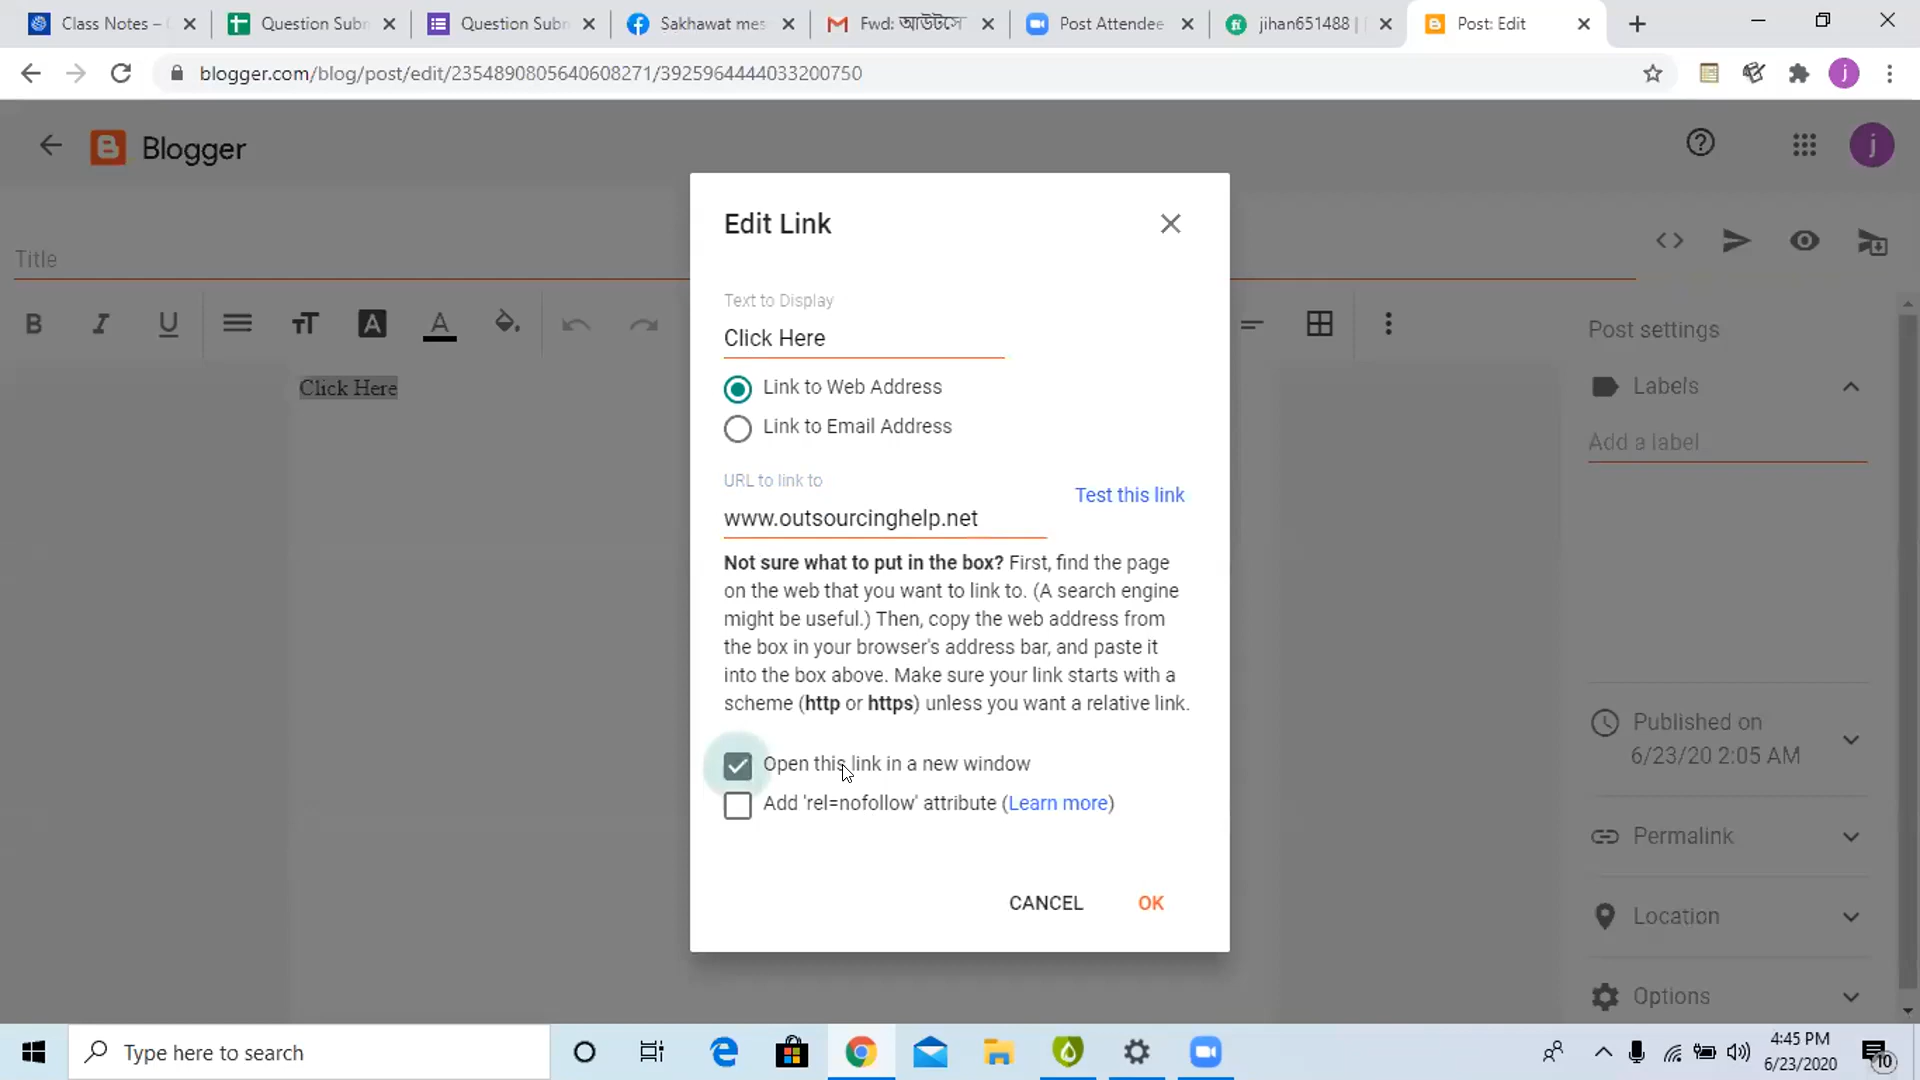 Class Notes –
Question Subm
Question Subm
Sakhawat mes
Fwd: আউটসে
Post Attendee
jihan651488 |
Post: Edit
blogger.com/blog/post/edit/2354890805640608271/3925964444033200750
j
Blogger
j
Title
Click Here
Edit Link
Text to Display
Click Here
Link to Web Address
Link to Email Address
URL to link to
Test this link
www.outsourcinghelp.net
Not sure what to put in the box? First, find the page
on the web that you want to link to. (A search engine
might be useful.) Then, copy the web address from
the box in your browser's address bar, and paste it
into the box above. Make sure your link starts with a
scheme (http or https) unless you want a relative link.
Open this link in a new window
Add 'rel=nofollow' attribute (Learn more)
CANCEL OK
Post settings
Labels
Add a label
Published on
6/23/20 2:05 AM
Permalink
Location
Options
Type here to search
4:45 PM
6/23/2020
10